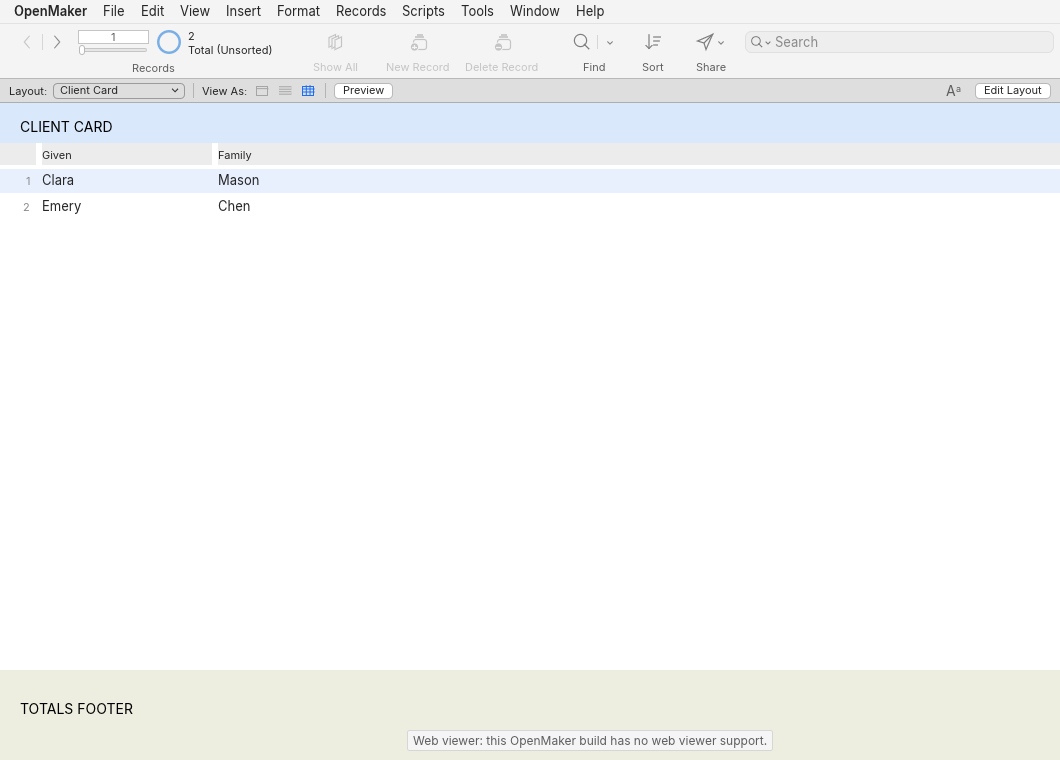 OpenMaker File Edit View Insert Format Records Scripts Tools Window Help
1
2
Total (Unsorted)
Records
Show All New Record Delete Record Find Sort Share
Search
Layout: Client Card View As: Preview Aa Edit Layout
CLIENT CARD
Given Family
1 Clara Mason
2 Emery Chen
TOTALS FOOTER
Web viewer: this OpenMaker build has no web viewer support.